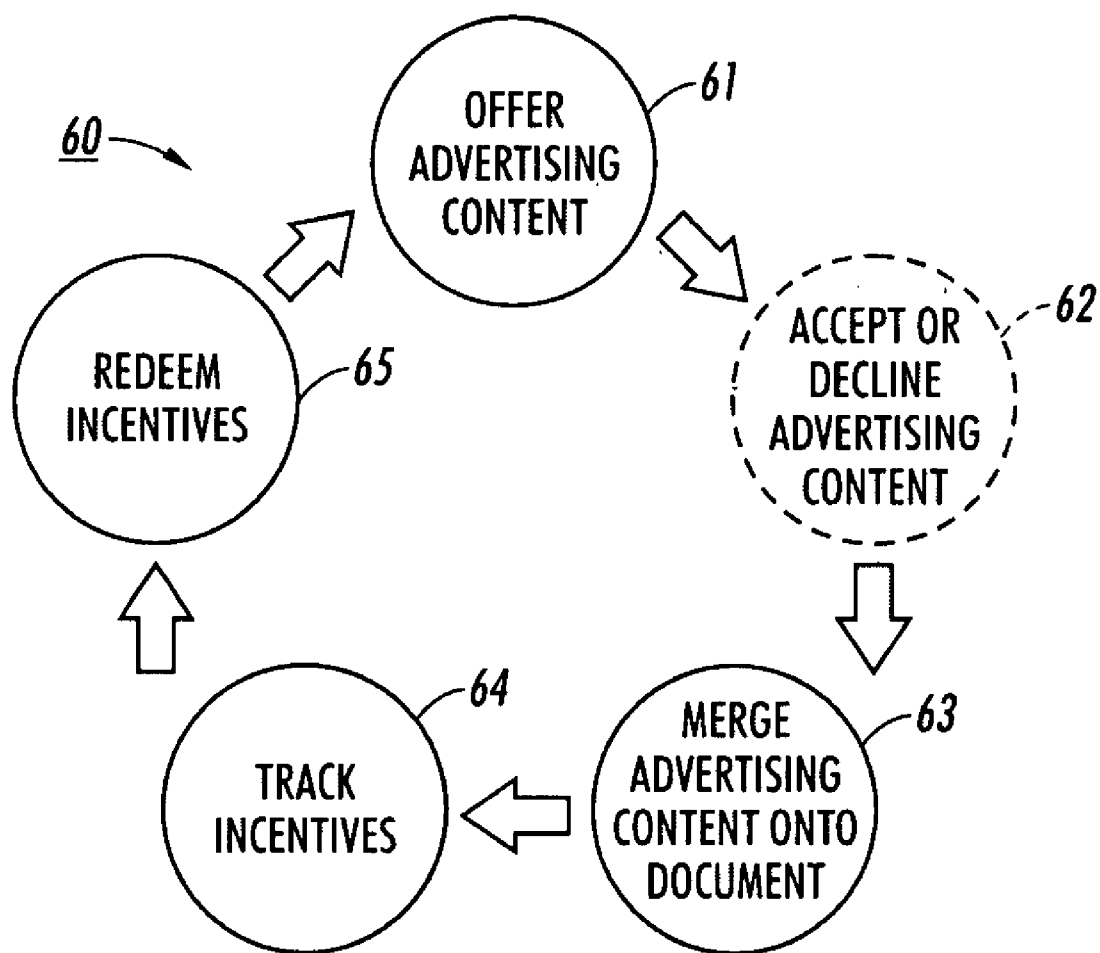 60
OFFER
ADVERTISING
CONTENT
61
ACCEPT OR
DECLINE
ADVERTISING
CONTENT
62
MERGE
ADVERTISING
CONTENT ONTO
DOCUMENT
63
TRACK
INCENTIVES
64
REDEEM
INCENTIVES
65